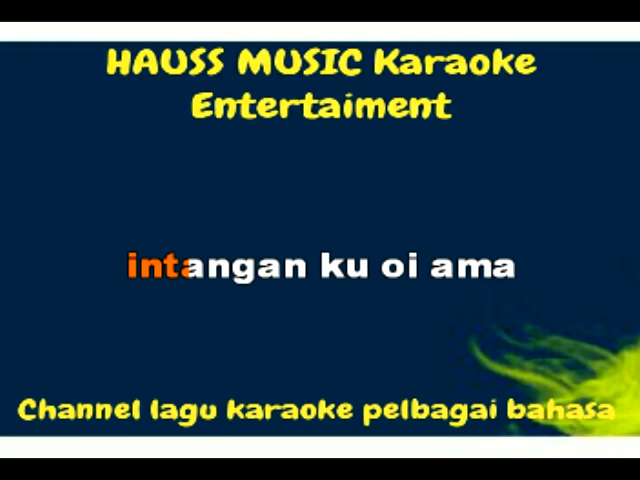 HAUSS MUSIC Karaoke
Entertaiment
intangan ku oi ama
Channel lagu karaoke pelbagai bahasa